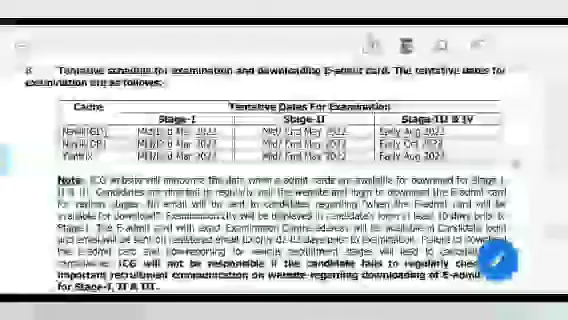 8 Tentative schedule for examination and downloading E-admit card. The tentative dates for
examination are as follows:
Cadre Tentative Dates For Examination
Stage-I Stage-II Stage-III & IV
Navik(GD) Mid/End Mar 2022 Mid/ End May 2022 Early Aug 2022
Navik(DB) Mid/End Mar 2022 Mid/ End May 2022 Early Oct 2022
Yantrik Mid/End Mar 2022 Mid/ End May 2022 Early Aug 2022
Note: ICG website will announce the date when e-admit cards are available for download for Stage I,
II & III. Candidates are to regularly visit the website and login to download the E-admit card
for various stages. No email will be sent to candidates regarding "when the E-admit card will be
available for download". Examination city will be displayed in candidate's login at least 10 days prior to
Stage-I. The E-admit card with exact Examination Centre address will be available in Candidate login
and email will be sent on registered email ID only 02-03 days prior to examination. Failure to download
the E-admit card and non-reporting for various recruitment stages will lead to
ICG will not be responsible if the candidate fails to regularly check
important recruitment communication on website regarding downloading of E-admit
for Stage-I, II & III.